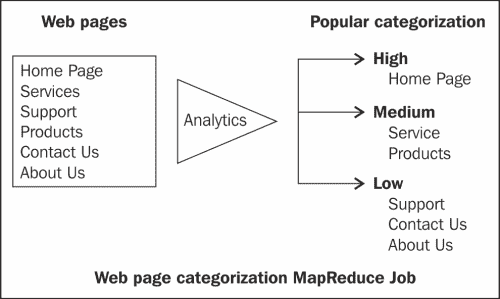 Web pages
Home Page
Services
Support
Products
Contact Us
About Us
Analytics
Popular categorization
High
Home Page
Medium
Service
Products
Low
Support
Contact Us
About Us
Web page categorization MapReduce Job